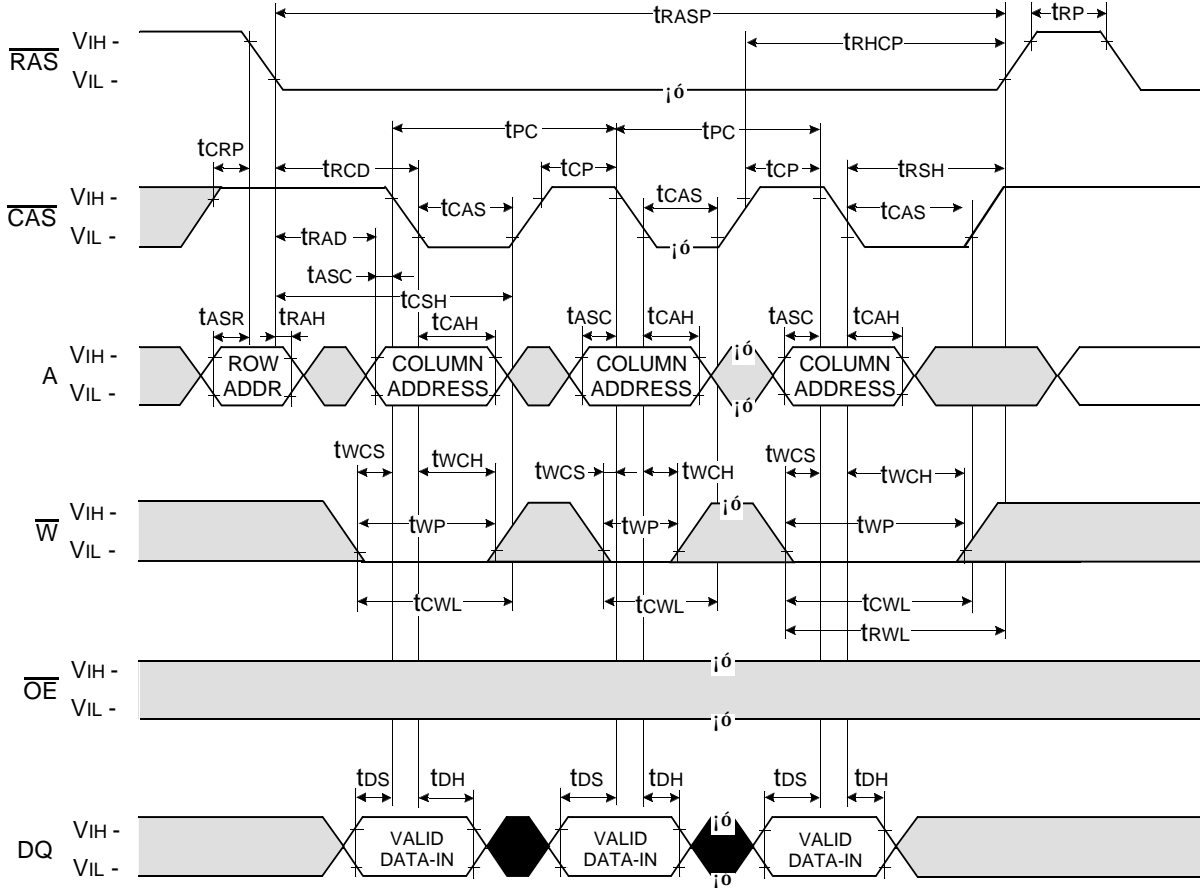 tRASP
tRP
tRHCP
RAS
VIH -
VIL -
¡ó
tPC
tPC
tCRP
tRCD
tCP
tCP
tRSH
CAS
VIH -
VIL -
tCAS
tCAS
tCAS
¡ó
tRAD
tASC
tCSH
tASR
tRAH
tCAH
tASC
tCAH
tASC
tCAH
A
VIH -
VIL -
ROW
ADDR
COLUMN
ADDRESS
COLUMN
ADDRESS
¡ó
¡ó
COLUMN
ADDRESS
tWCS
tWCH
tWCS
tWCH
tWCS
tWCH
W
VIH -
VIL -
tWP
tWP
¡ó
tWP
tCWL
tCWL
tCWL
tRWL
OE
VIH -
VIL -
¡ó
¡ó
tDS
tDH
tDS
tDH
tDS
tDH
DQ
VIH -
VIL -
VALID
DATA-IN
VALID
DATA-IN
¡ó
¡ó
VALID
DATA-IN